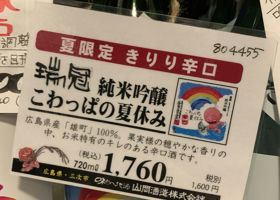 804455
夏限定 きりり辛口
瑞冠 純米吟醸
こわっぱの夏休み
広島県産「雄町」100%。果実様の穏やかな香りの
中、お米特有のキレのある辛口酒です。
(税込)
720ml 1,760円
税別
1,600円
広島県・三次市
山岡酒造株式会社